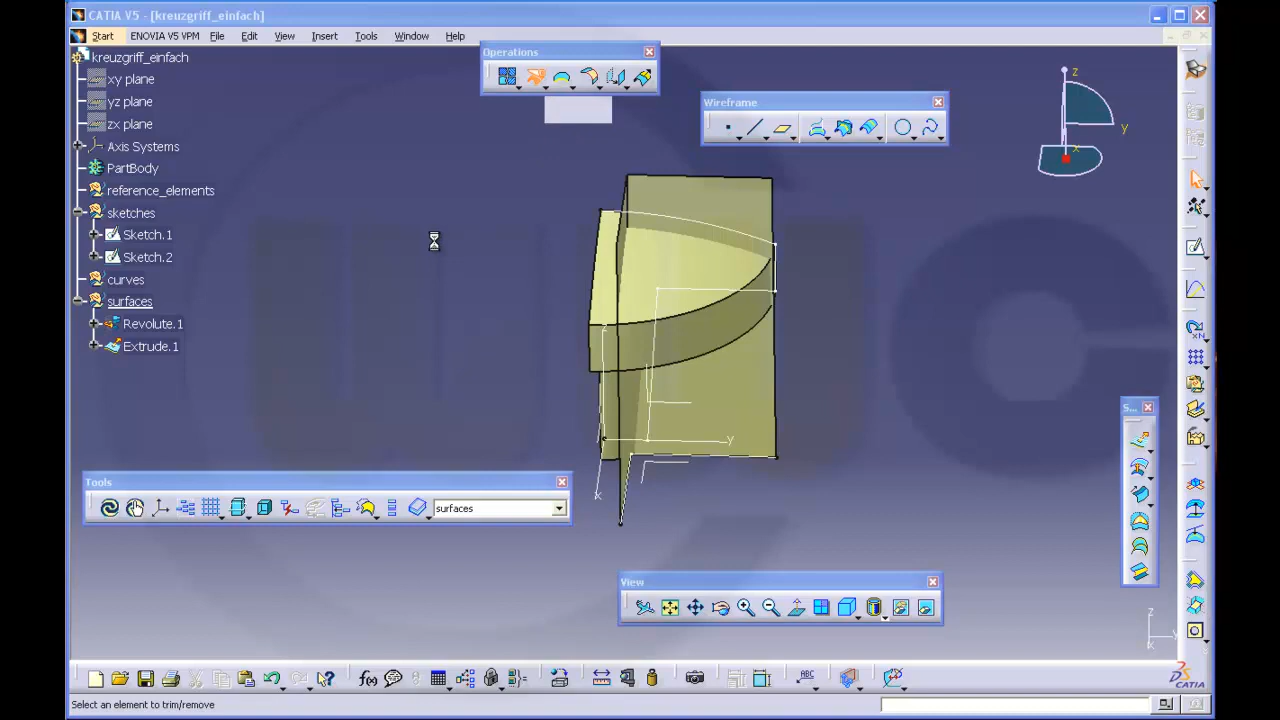 CATIA V5 - [kreuzgriff_einfach]
Start ENOVIA V5 VPM File Edit View Insert Tools Window Help
Operations
Wireframe
kreuzgriff_einfach
xy plane
yz plane
zx plane
Axis Systems
PartBody
reference_elements
sketches
Sketch.1
Sketch.2
curves
surfaces
Revolute.1
Extrude.1
z
y
x
z
y
x
S...
Tools
surfaces
View
z
y
x
f(x)
ABC
CATIA
Select an element to trim/remove